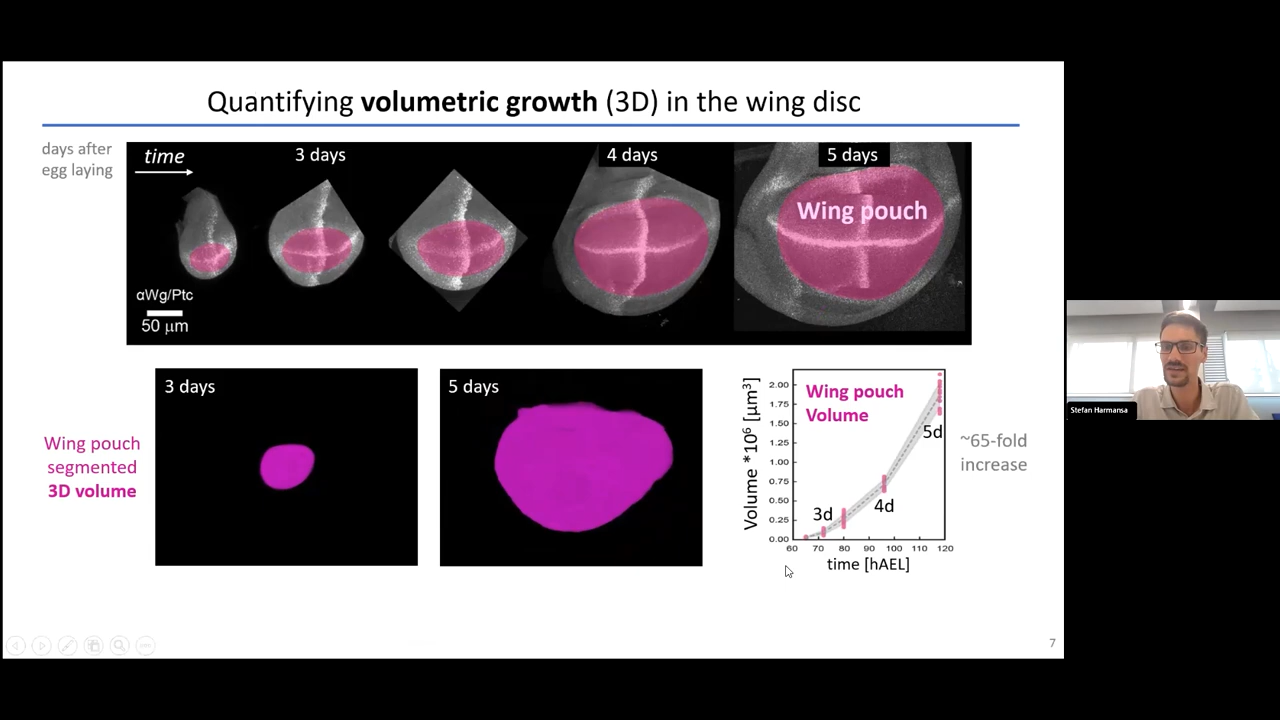 Quantifying volumetric growth (3D) in the wing disc
days after
egg laying
time
3 days
4 days
5 days
Wing pouch
αWg/Ptc
50 μm
Wing pouch
segmented
3D volume
3 days
5 days
Volume *10⁶ [μm³]
2.00
1.75
1.50
1.25
1.00
0.75
0.50
0.25
0.00
Wing pouch
Volume
3d
4d
5d
60 70 80 90 100 110 120
time [hAEL]
~65-fold
increase
7
Stefan Harmansa